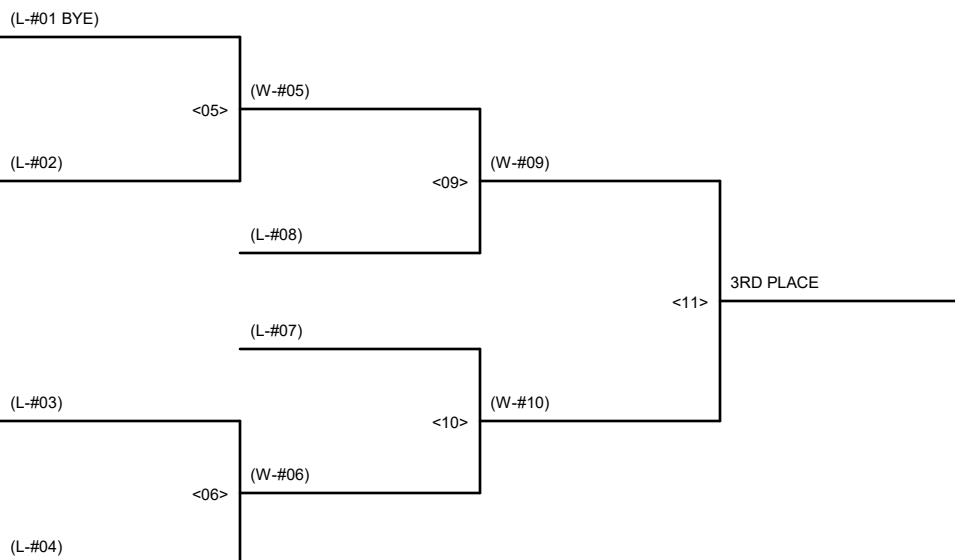 (L-#01 BYE)
(W-#05)
<05>
(L-#02)
(W-#09)
<09>
(L-#08)
3RD PLACE
<11>
(L-#07)
(L-#03)
(W-#10)
<10>
(W-#06)
<06>
(L-#04)